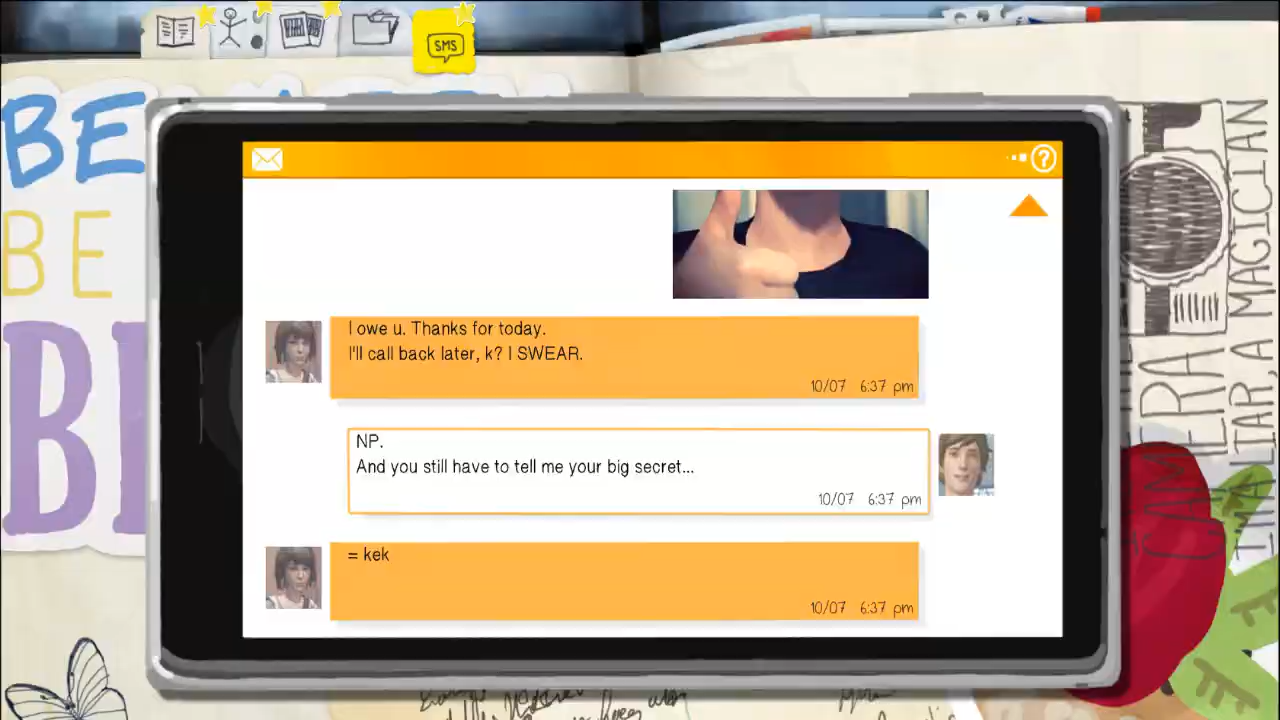 SMS
?
I owe u. Thanks for today.
I'll call back later, k? I SWEAR.
10/07 6:37 pm
NP.
And you still have to tell me your big secret...
10/07 6:37 pm
= kek
10/07 6:37 pm
BE
BE
CAMERA
LIAR, A MAGICIAN
I'M A